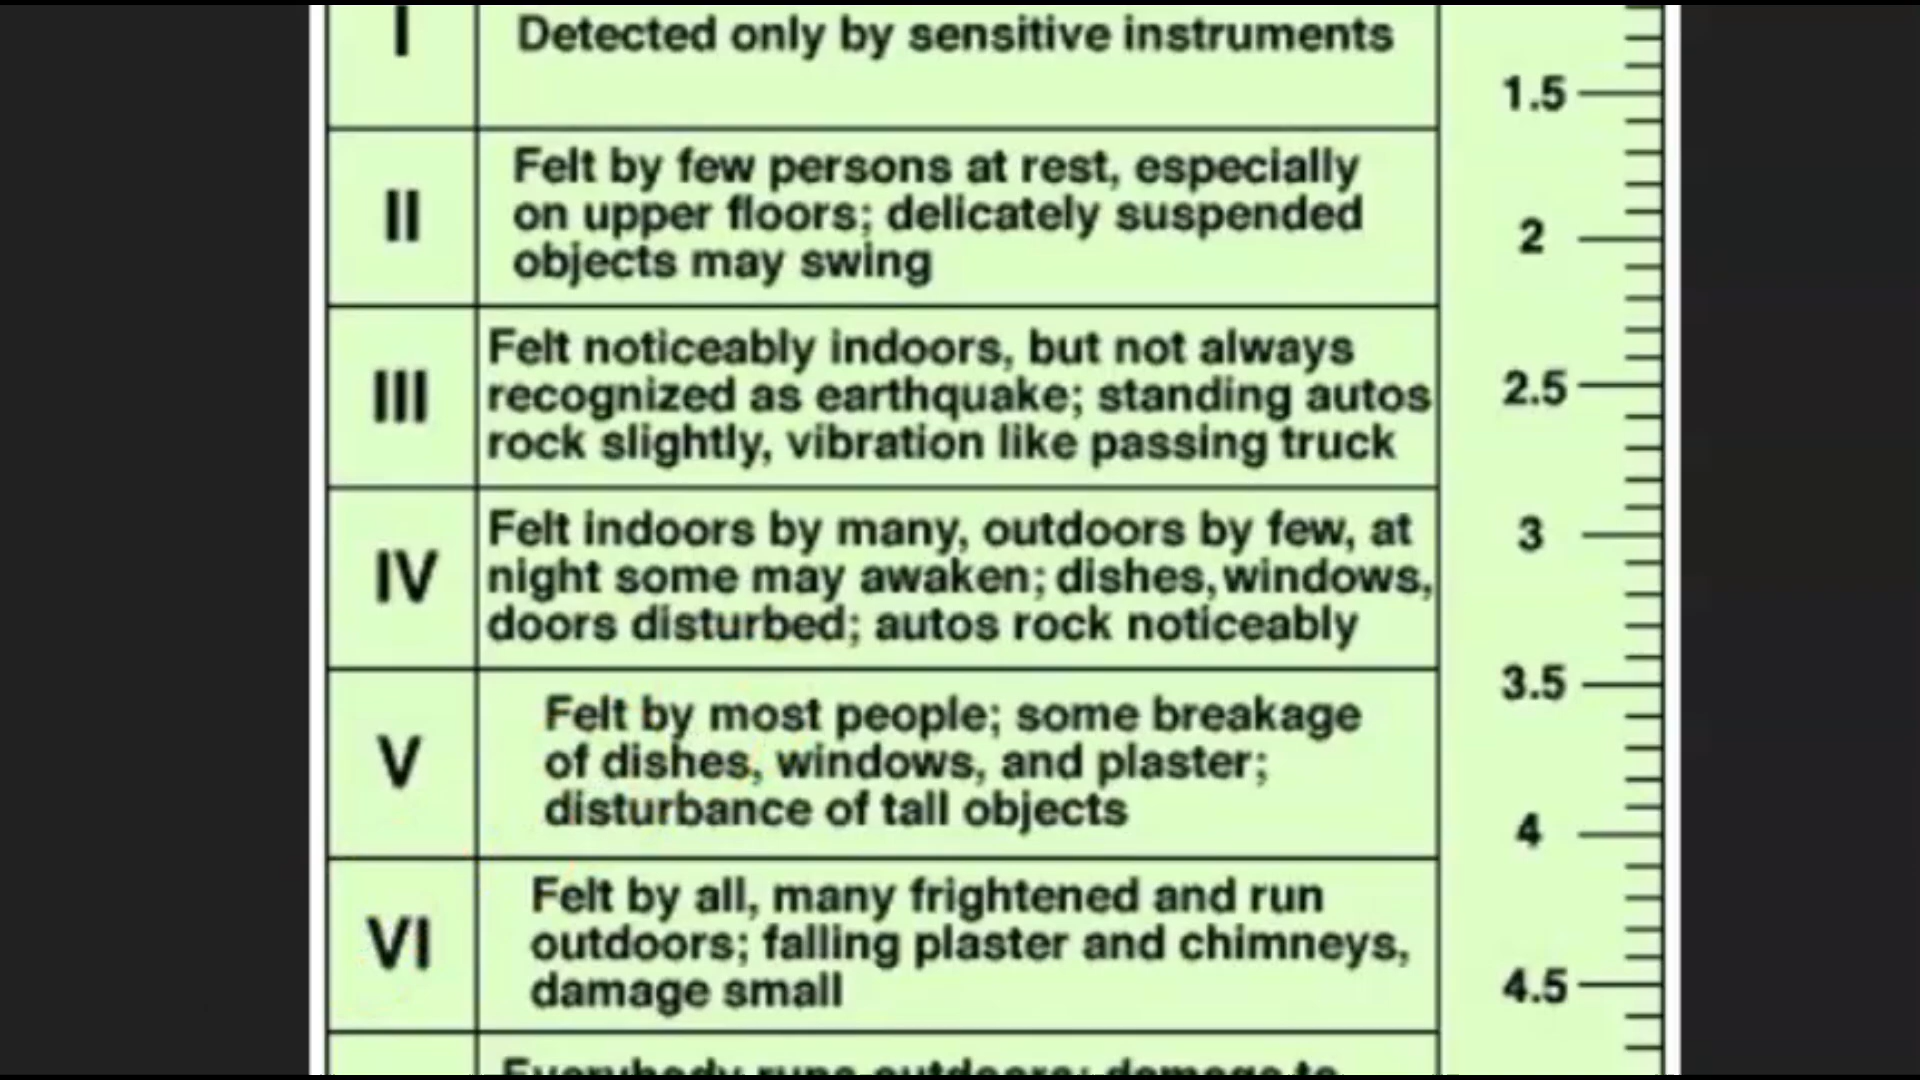 I
Detected only by sensitive instruments
1.5
II
Felt by few persons at rest, especially
on upper floors; delicately suspended
objects may swing
2
III
Felt noticeably indoors, but not always
recognized as earthquake; standing autos
rock slightly, vibration like passing truck
2.5
IV
Felt indoors by many, outdoors by few, at
night some may awaken; dishes, windows,
doors disturbed; autos rock noticeably
3
3.5
V
Felt by most people; some breakage
of dishes, windows, and plaster;
disturbance of tall objects
4
VI
Felt by all, many frightened and run
outdoors; falling plaster and chimneys,
damage small
4.5
Everybody runs outdoors; damage to